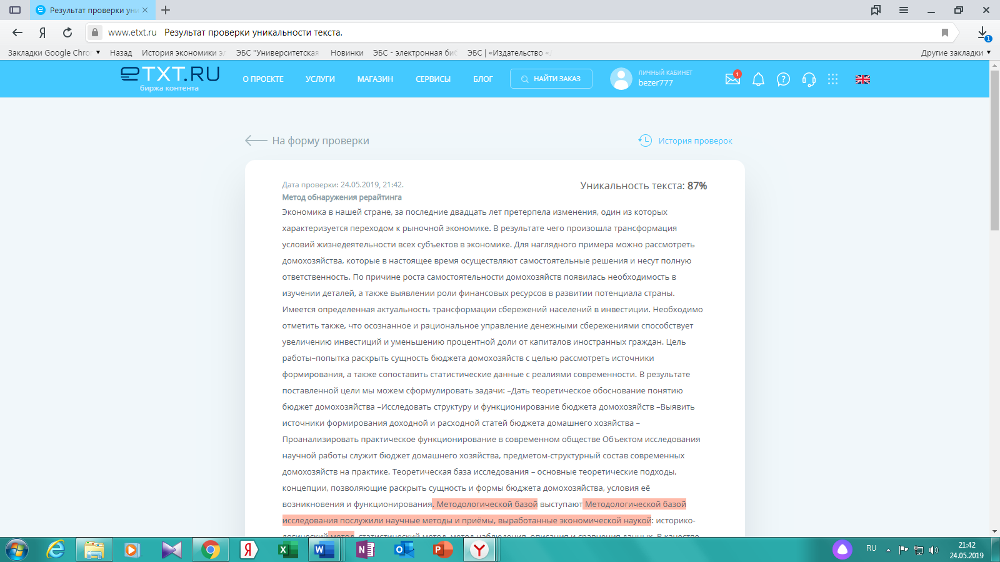 Результат проверки уни
www.etxt.ru Результат проверки уникальности текста.
1
Закладки Google Chro Назад История экономики эл ЭБС "Университетская Новинки ЭБС - электронная биб ЭБС | «Издательство « Другие закладки
eTXT.RU
биржа контента
О ПРОЕКТЕ УСЛУГИ МАГАЗИН СЕРВИСЫ БЛОГ НАЙТИ ЗАКАЗ
ЛИЧНЫЙ КАБИНЕТ
bezer777
1
На форму проверки История проверок
Дата проверки: 24.05.2019, 21:42. Уникальность текста: 87%
Метод обнаружения рерайтинга
Экономика в нашей стране, за последние двадцать лет претерпела изменения, один из которых
характеризуется переходом к рыночной экономике. В результате чего произошла трансформация
условий жизнедеятельности всех субъектов в экономике. Для наглядного примера можно рассмотреть
домохозяйства, которые в настоящее время осуществляют самостоятельные решения и несут полную
ответственность. По причине роста самостоятельности домохозяйств появилась необходимость в
изучении деталей, а также выявлении роли финансовых ресурсов в развитии потенциала страны.
Имеется определенная актуальность трансформации сбережений населений в инвестиции. Необходимо
отметить также, что осознанное и рациональное управление денежными сбережениями способствует
увеличению инвестиций и уменьшению процентной доли от капиталов иностранных граждан. Цель
работы–попытка раскрыть сущность бюджета домохозяйств с целью рассмотреть источники
формирования, а также сопоставить статистические данные с реалиями современности. В результате
поставленной цели мы можем сформулировать задачи: –Дать теоретическое обоснование понятию
бюджет домохозяйства –Исследовать структуру и функционирование бюджета домохозяйств –Выявить
источники формирования доходной и расходной статей бюджета домашнего хозяйства –
Проанализировать практическое функционирование в современном обществе Объектом исследования
научной работы служит бюджет домашнего хозяйства, предметом-структурный состав современных
домохозяйств на практике. Теоретическая база исследования – основные теоретические подходы,
концепции, позволяющие раскрыть сущность и формы бюджета домохозяйства, условия её
возникновения и функционирования. Методологической базой выступают Методологической базой
исследования послужили научные методы и приёмы, выработанные экономической наукой: историко-
логический метод, статистический метод, метод наблюдения, описания и сравнения данных. В качестве
RU
21:42
24.05.2019